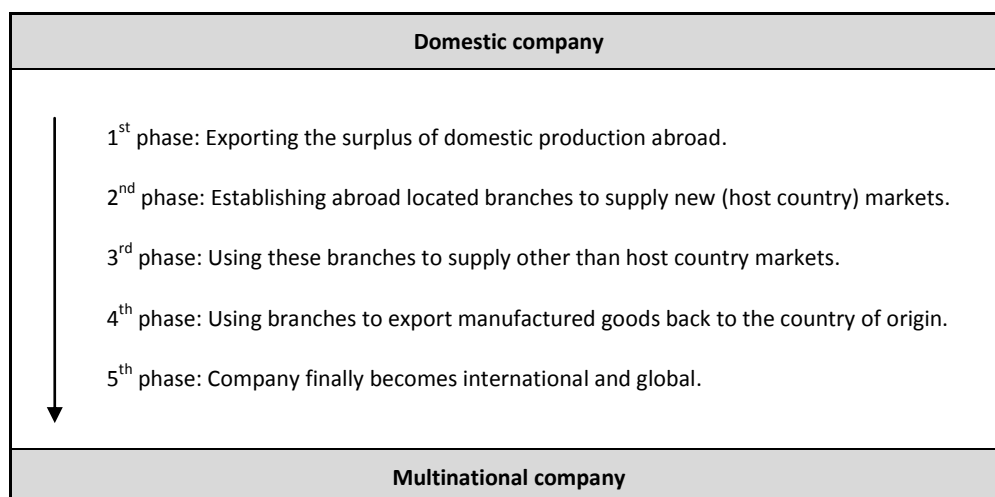 Domestic company
1st phase: Exporting the surplus of domestic production abroad.
2nd phase: Establishing abroad located branches to supply new (host country) markets.
3rd phase: Using these branches to supply other than host country markets.
4th phase: Using branches to export manufactured goods back to the country of origin.
5th phase: Company finally becomes international and global.
Multinational company